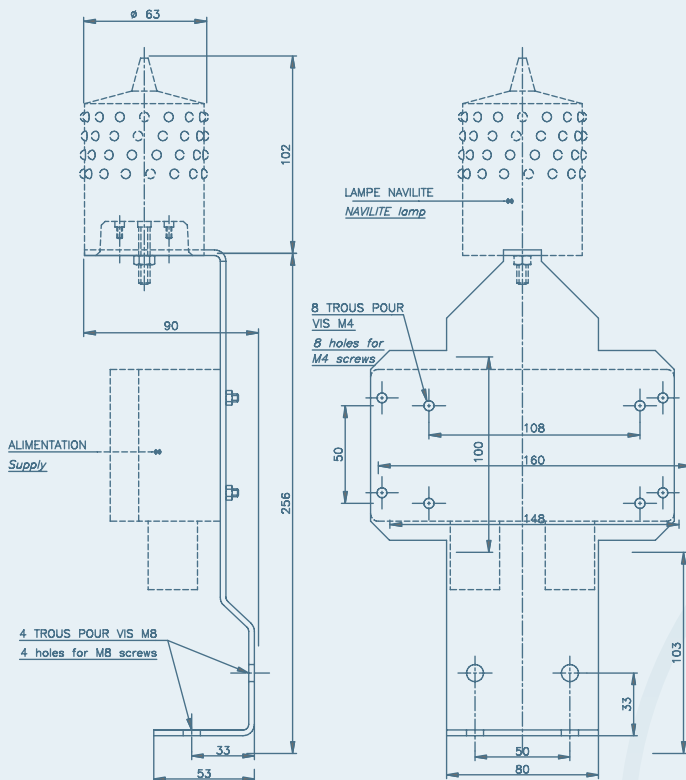 ø 63
102
LAMPE NAVILITE
NAVILITE lamp
8 TROUS POUR
VIS M4
8 holes for
M4 screws
90
108
100
50
160
ALIMENTATION
Supply
256
148
4 TROUS POUR VIS M8
4 holes for M8 screws
103
33
33
50
53
80